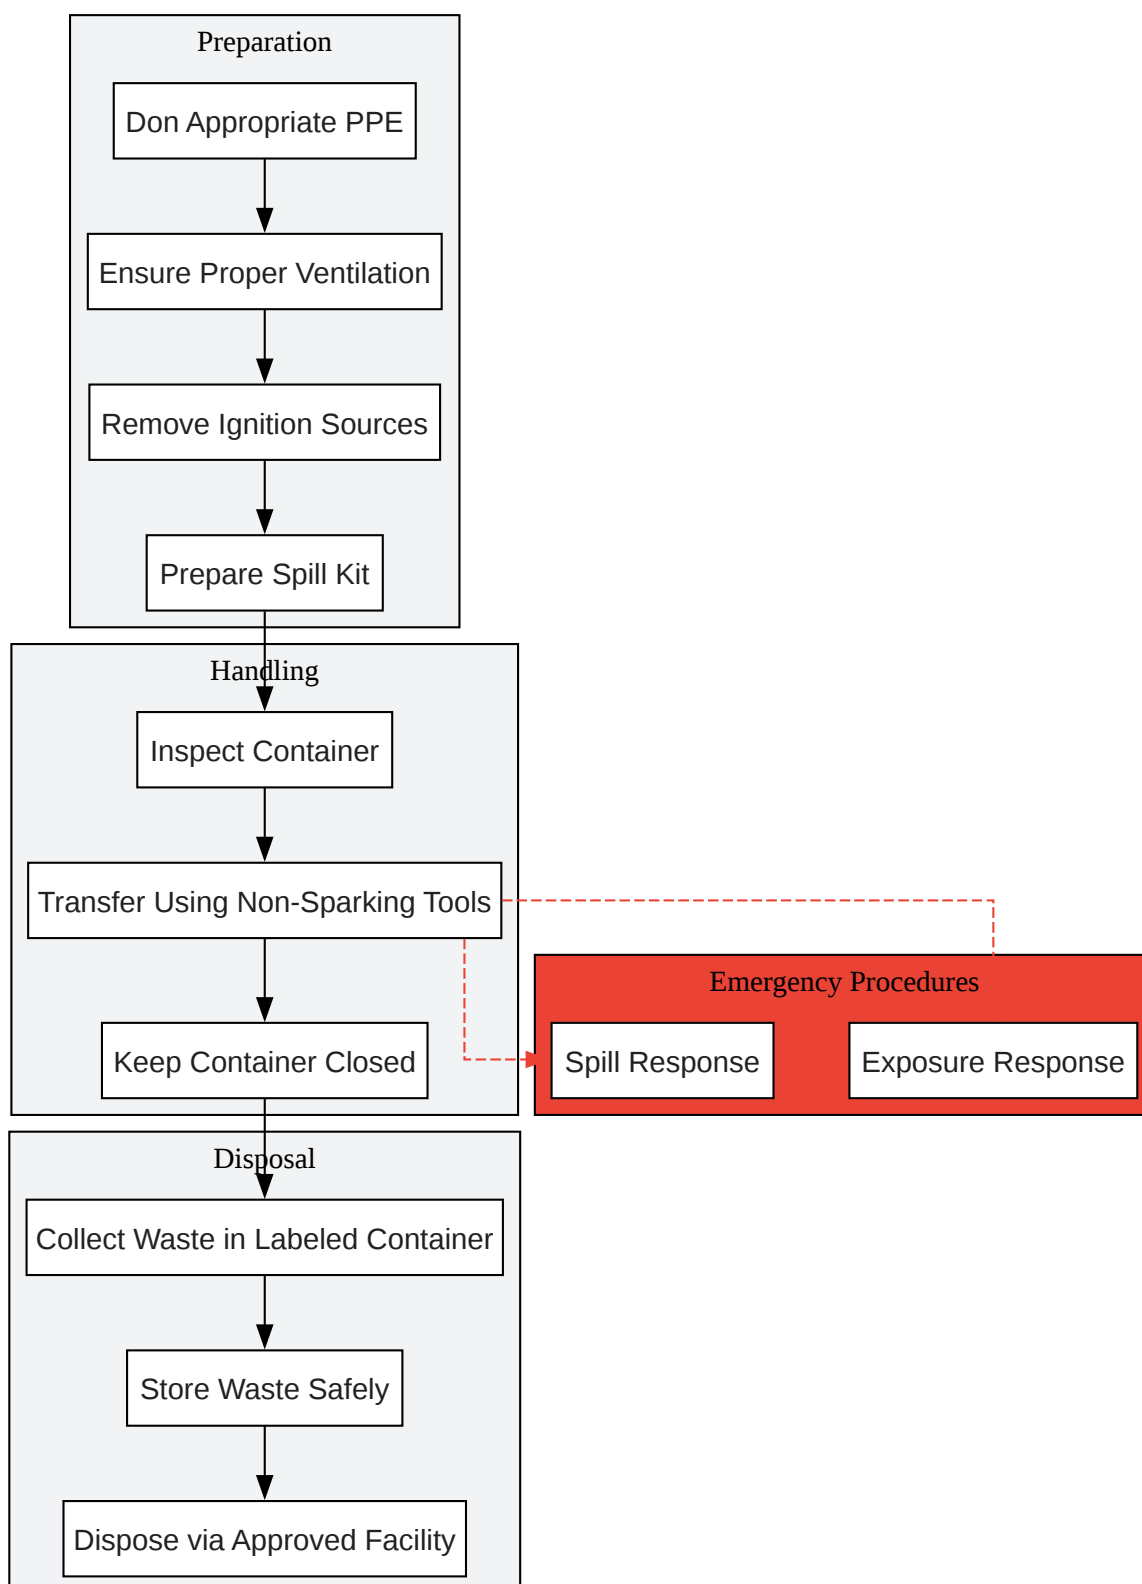 Preparation
Don Appropriate PPE
Ensure Proper Ventilation
Remove Ignition Sources
Prepare Spill Kit
Handling
Inspect Container
Transfer Using Non-Sparking Tools
Keep Container Closed
Emergency Procedures
Spill Response
Exposure Response
Disposal
Collect Waste in Labeled Container
Store Waste Safely
Dispose via Approved Facility